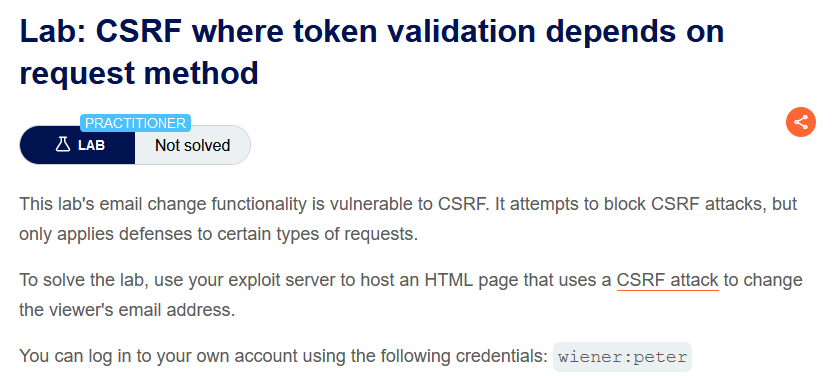 Lab: CSRF where token validation depends on
request method
PRACTITIONER
LAB Not solved
This lab's email change functionality is vulnerable to CSRF. It attempts to block CSRF attacks, but
only applies defenses to certain types of requests.
To solve the lab, use your exploit server to host an HTML page that uses a CSRF attack to change
the viewer's email address.
You can log in to your own account using the following credentials: wiener:peter